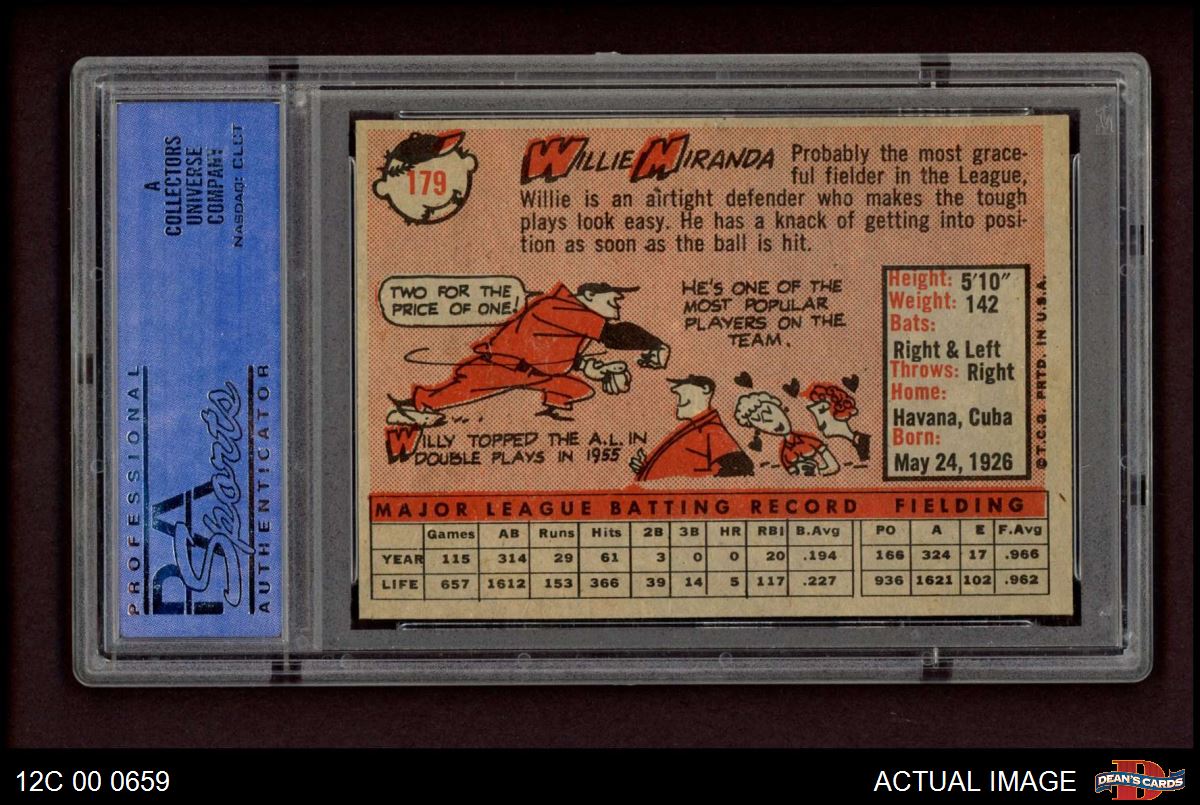 A
COLLECTORS
UNIVERSE
COMPANY
NASDAQ: CLCT
PROFESSIONAL
PSA
Sports
AUTHENTICATOR
179
WILLIE MIRANDA
Probably the most grace-
ful fielder in the League,
Willie is an airtight defender who makes the tough
plays look easy. He has a knack of getting into posi-
tion as soon as the ball is hit.
TWO FOR THE
PRICE OF ONE!
WILLY TOPPED THE A.L. IN
DOUBLE PLAYS IN 1955
HE'S ONE OF THE
MOST POPULAR
PLAYERS ON THE
TEAM.
Height: 5'10"
Weight: 142
Bats:
Right & Left
Throws: Right
Home:
Havana, Cuba
Born:
May 24, 1926
©T.C.G. PRTD. IN U.S.A.
MAJOR LEAGUE BATTING RECORD FIELDING
Games AB Runs Hits 2B 3B HR RBI B.Avg PO A E F.Avg
YEAR 115 314 29 61 3 0 0 20 .194 166 324 17 .966
LIFE 657 1612 153 366 39 14 5 117 .227 936 1621 102 .962
12C 00 0659
ACTUAL IMAGE
DEAN'S CARDS